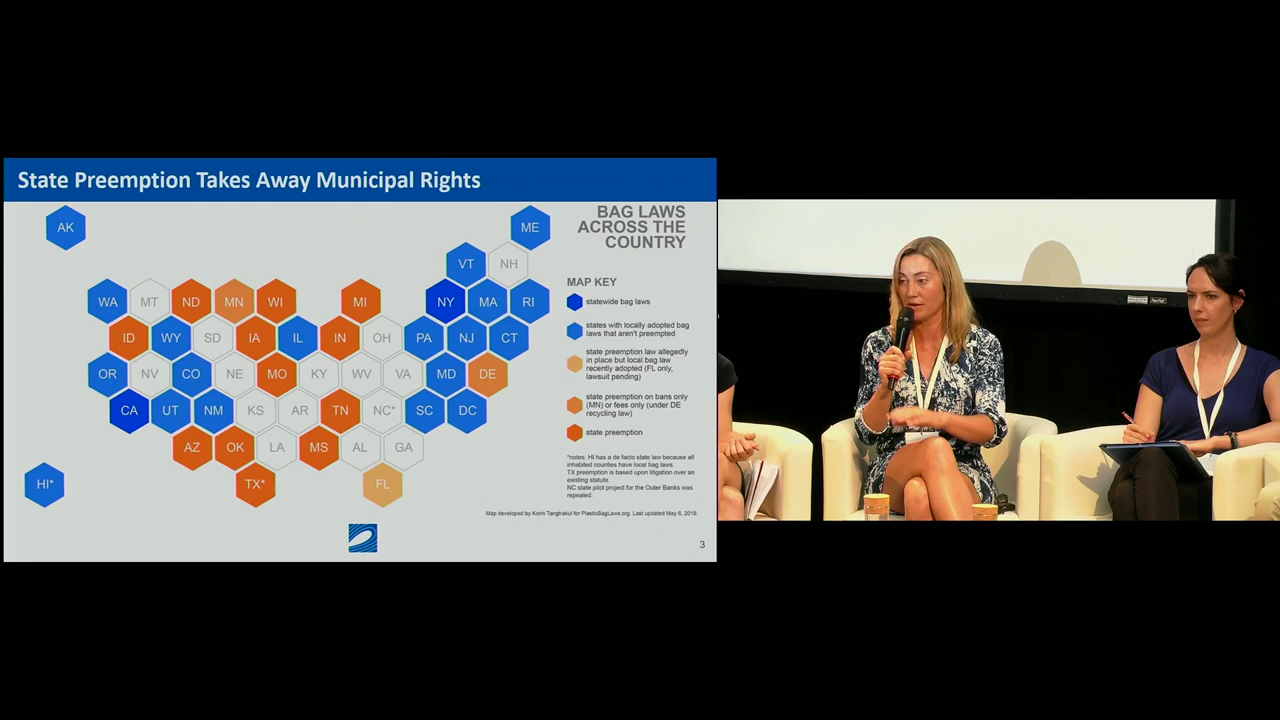 State Preemption Takes Away Municipal Rights
BAG LAWS
ACROSS THE
COUNTRY
AK
ME
VT
NH
WA
MT
ND
MN
WI
MI
NY
MA
RI
ID
WY
SD
IA
IL
IN
OH
PA
NJ
CT
OR
NV
CO
NE
MO
KY
WV
VA
MD
DE
CA
UT
NM
KS
AR
TN
NC*
SC
DC
AZ
OK
LA
MS
AL
GA
HI*
TX*
FL
MAP KEY
statewide bag laws
states with locally adopted bag
laws that aren't preempted
state preemption law allegedly
in place but local bag law
recently adopted (FL only,
lawsuit pending)
state preemption on bans only
(MN) or fees only (under DE
recycling law)
state preemption
*notes: HI has a de facto state law because all
inhabited counties have local bag laws.
TX preemption is based upon litigation over an
existing statute.
NC state pilot project for the Outer Banks was
repealed.
Map developed by Korin Tangtrakul for PlasticBagLaws.org. Last updated May 6, 2019.
3